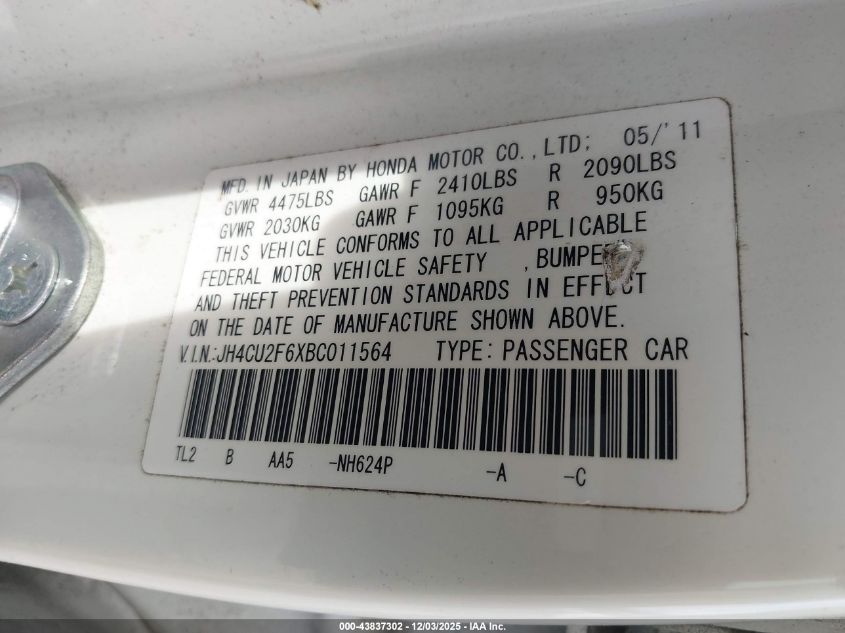 MFD. IN JAPAN BY HONDA MOTOR CO.,LTD; 05/'11
GVWR 4475LBS GAWR F 2410LBS R 2090LBS
GVWR 2030KG GAWR F 1095KG R 950KG
THIS VEHICLE CONFORMS TO ALL APPLICABLE
FEDERAL MOTOR VEHICLE SAFETY ,BUMPER
AND THEFT PREVENTION STANDARDS IN EFFECT
ON THE DATE OF MANUFACTURE SHOWN ABOVE.
V.I.N.:JH4CU2F6XBC011564 TYPE: PASSENGER CAR
TL2 B AA5 -NH624P -A -C
000-43837302 - 12/03/2025 - IAA Inc.